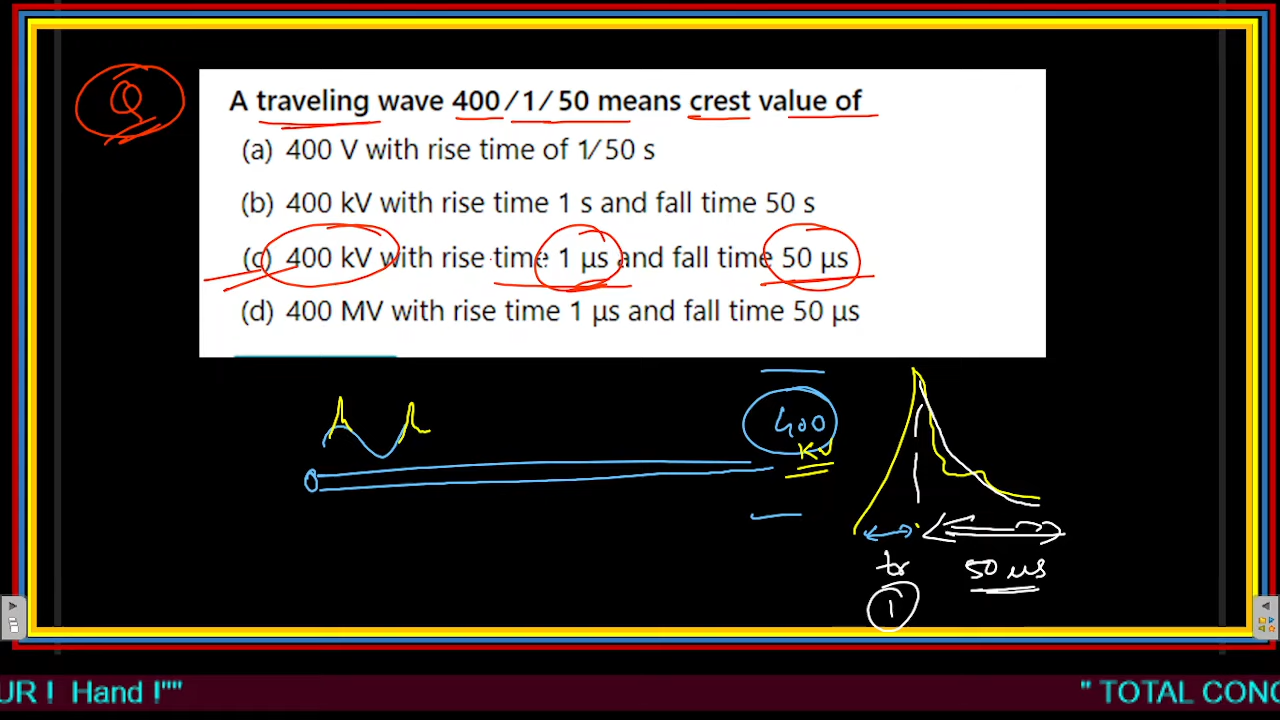 Q
A traveling wave 400/1/50 means crest value of
(a) 400 V with rise time of 1/50 s
(b) 400 kV with rise time 1 s and fall time 50 s
(c) 400 kV with rise time 1 μs and fall time 50 μs
(d) 400 MV with rise time 1 μs and fall time 50 μs
400
KV
tr
50 μs
1
UR ! Hand !""
" TOTAL CONC